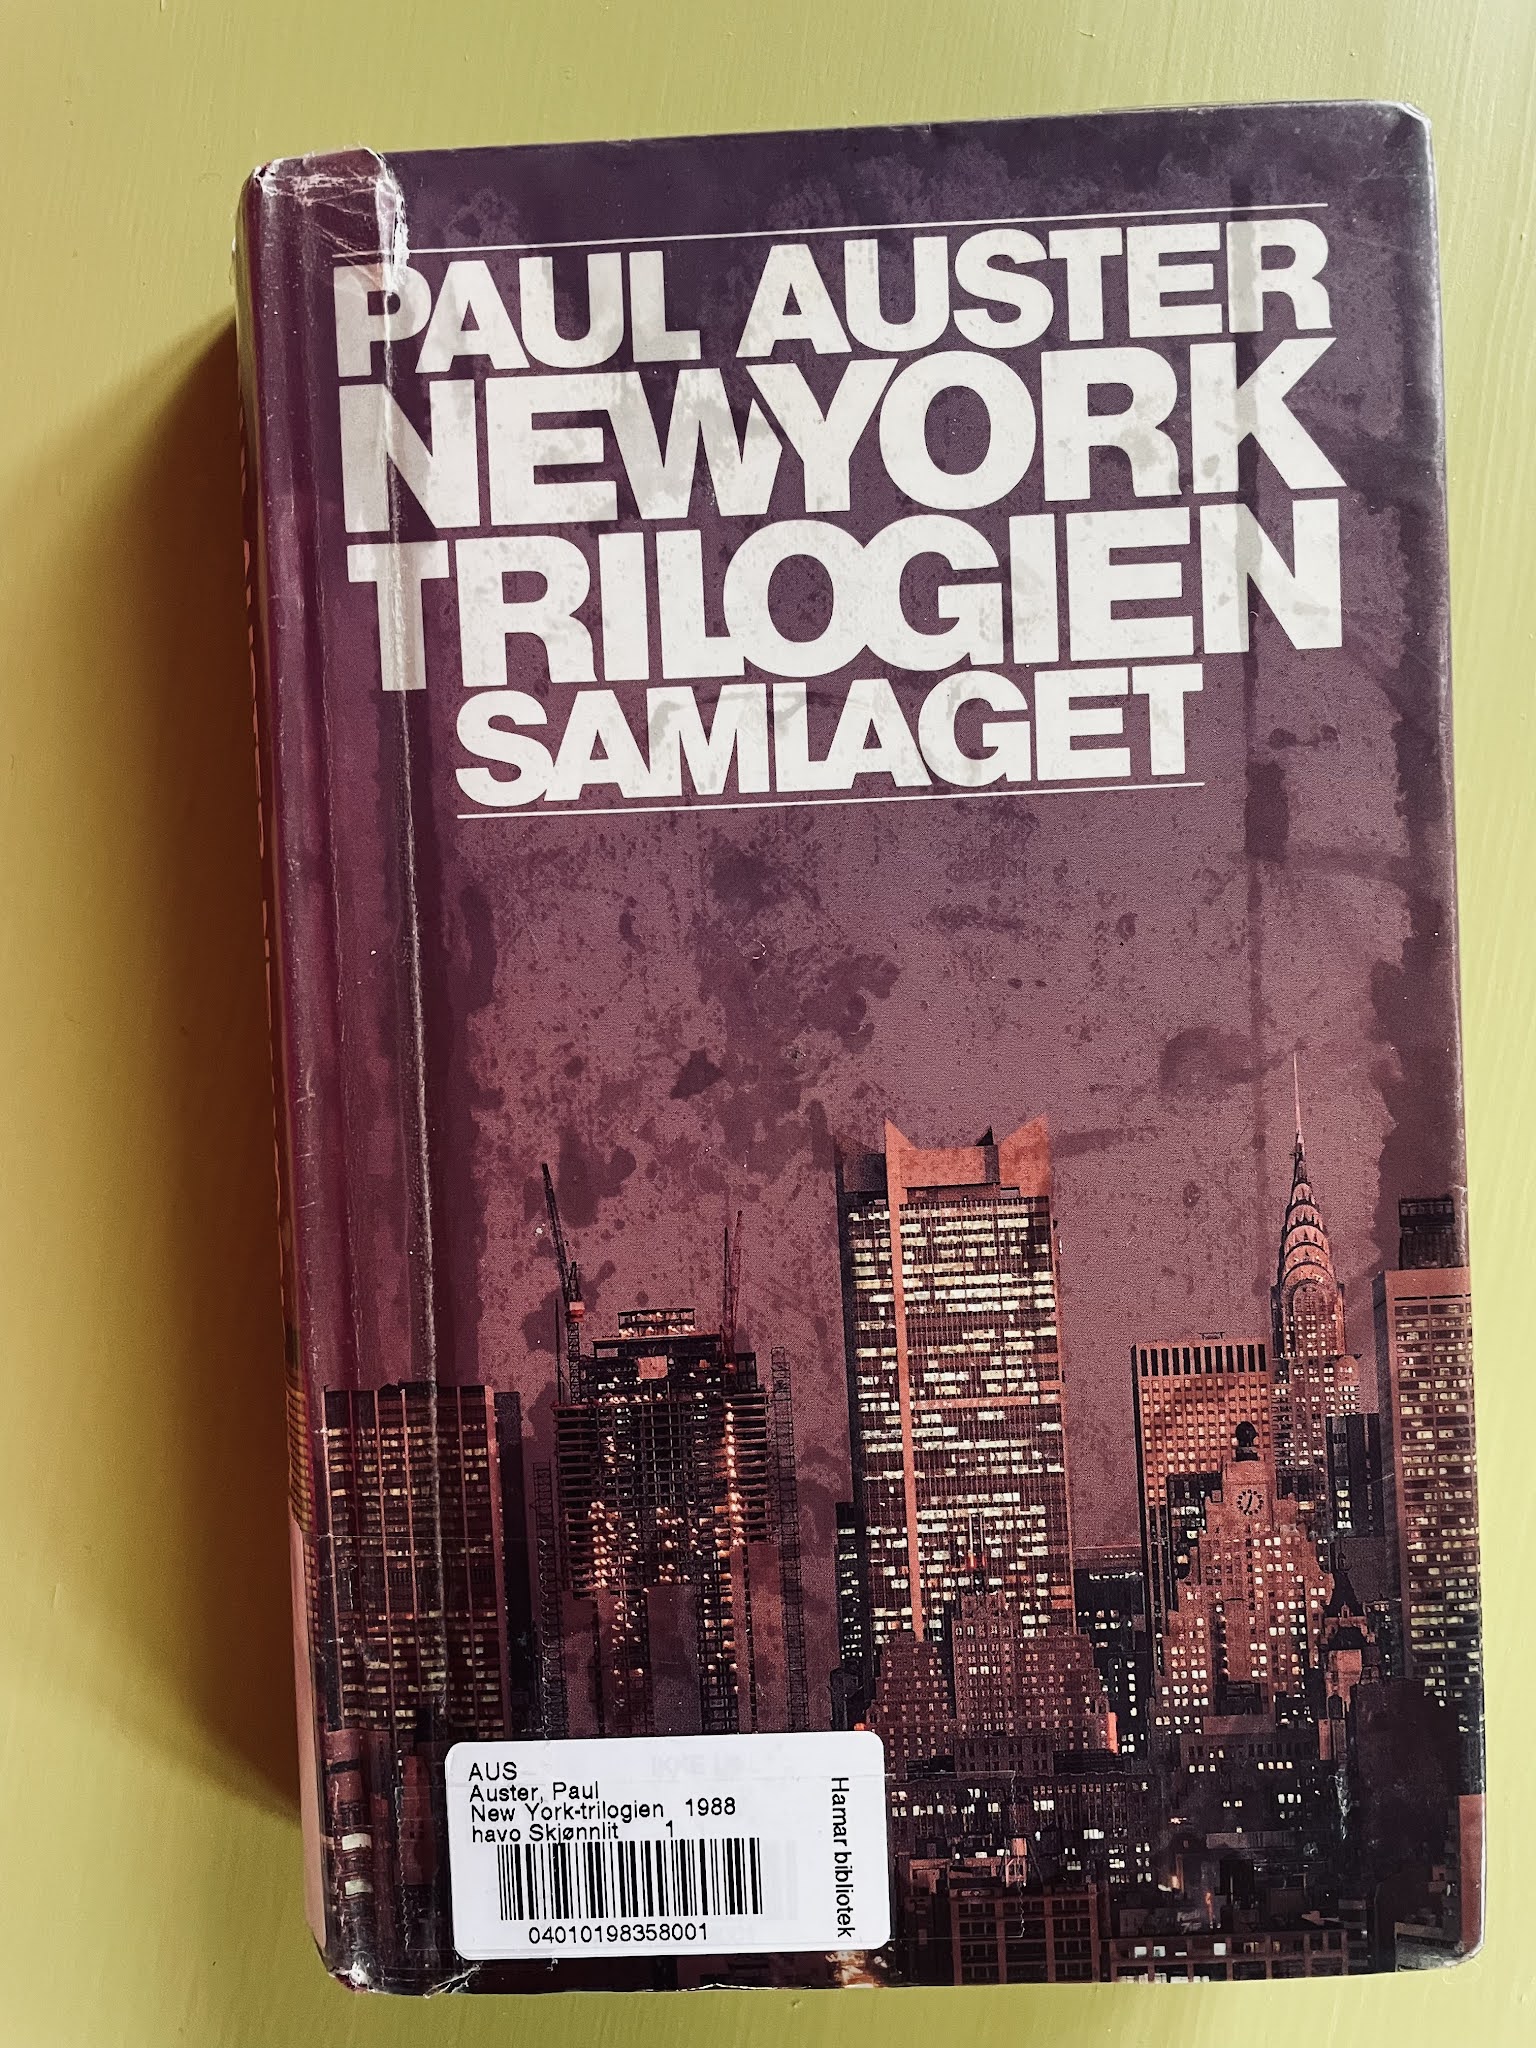 PAUL AUSTER
NEW YORK
TRILOGIEN
SAMLAGET
AUS
Auster, Paul
New York-trilogien 1988
havo Skjønnlit 1
04010198358001
Hamar bibliotek